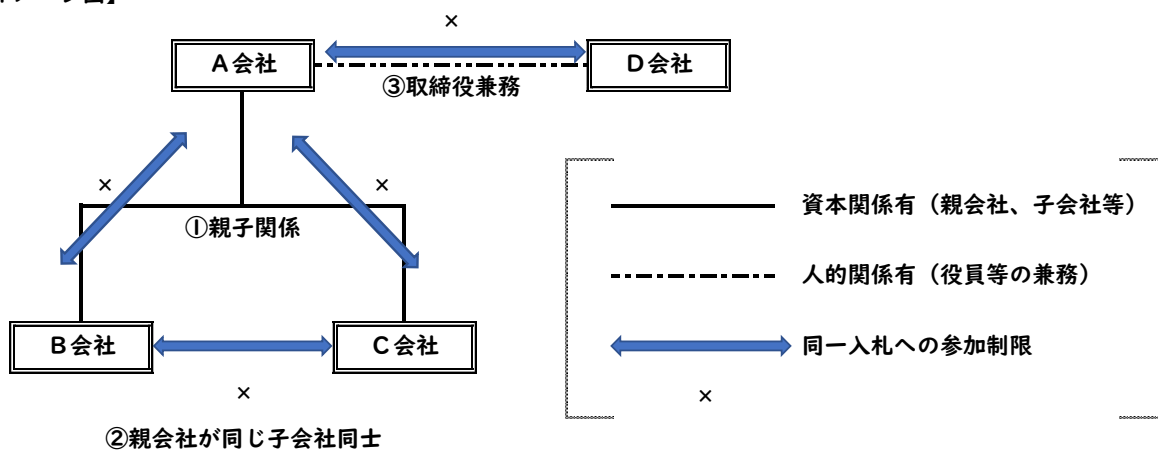 ×
A会社
D会社
③取締役兼務
×
×
①親子関係
資本関係有（親会社、子会社等）
人的関係有（役員等の兼務）
B会社
C会社
同一入札への参加制限
×
×
②親会社が同じ子会社同士